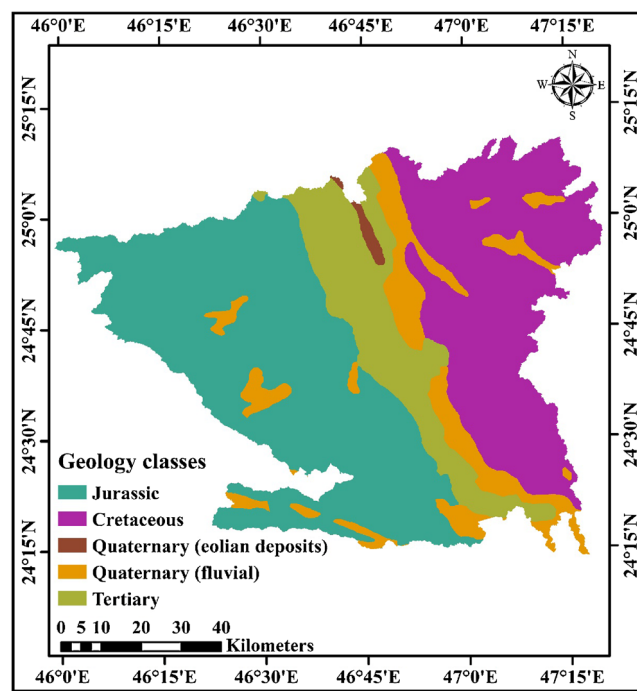 46°0'E 46°15'E 46°30'E 46°45'E 47°0'E 47°15'E
N
W E
S
25°15'N 25°15'N
25°0'N 25°0'N
24°45'N 24°45'N
24°30'N 24°30'N
24°15'N 24°15'N
Geology classes
Jurassic
Cretaceous
Quaternary (eolian deposits)
Quaternary (fluvial)
Tertiary
0 5 10 20 30 40
Kilometers
46°0'E 46°15'E 46°30'E 46°45'E 47°0'E 47°15'E